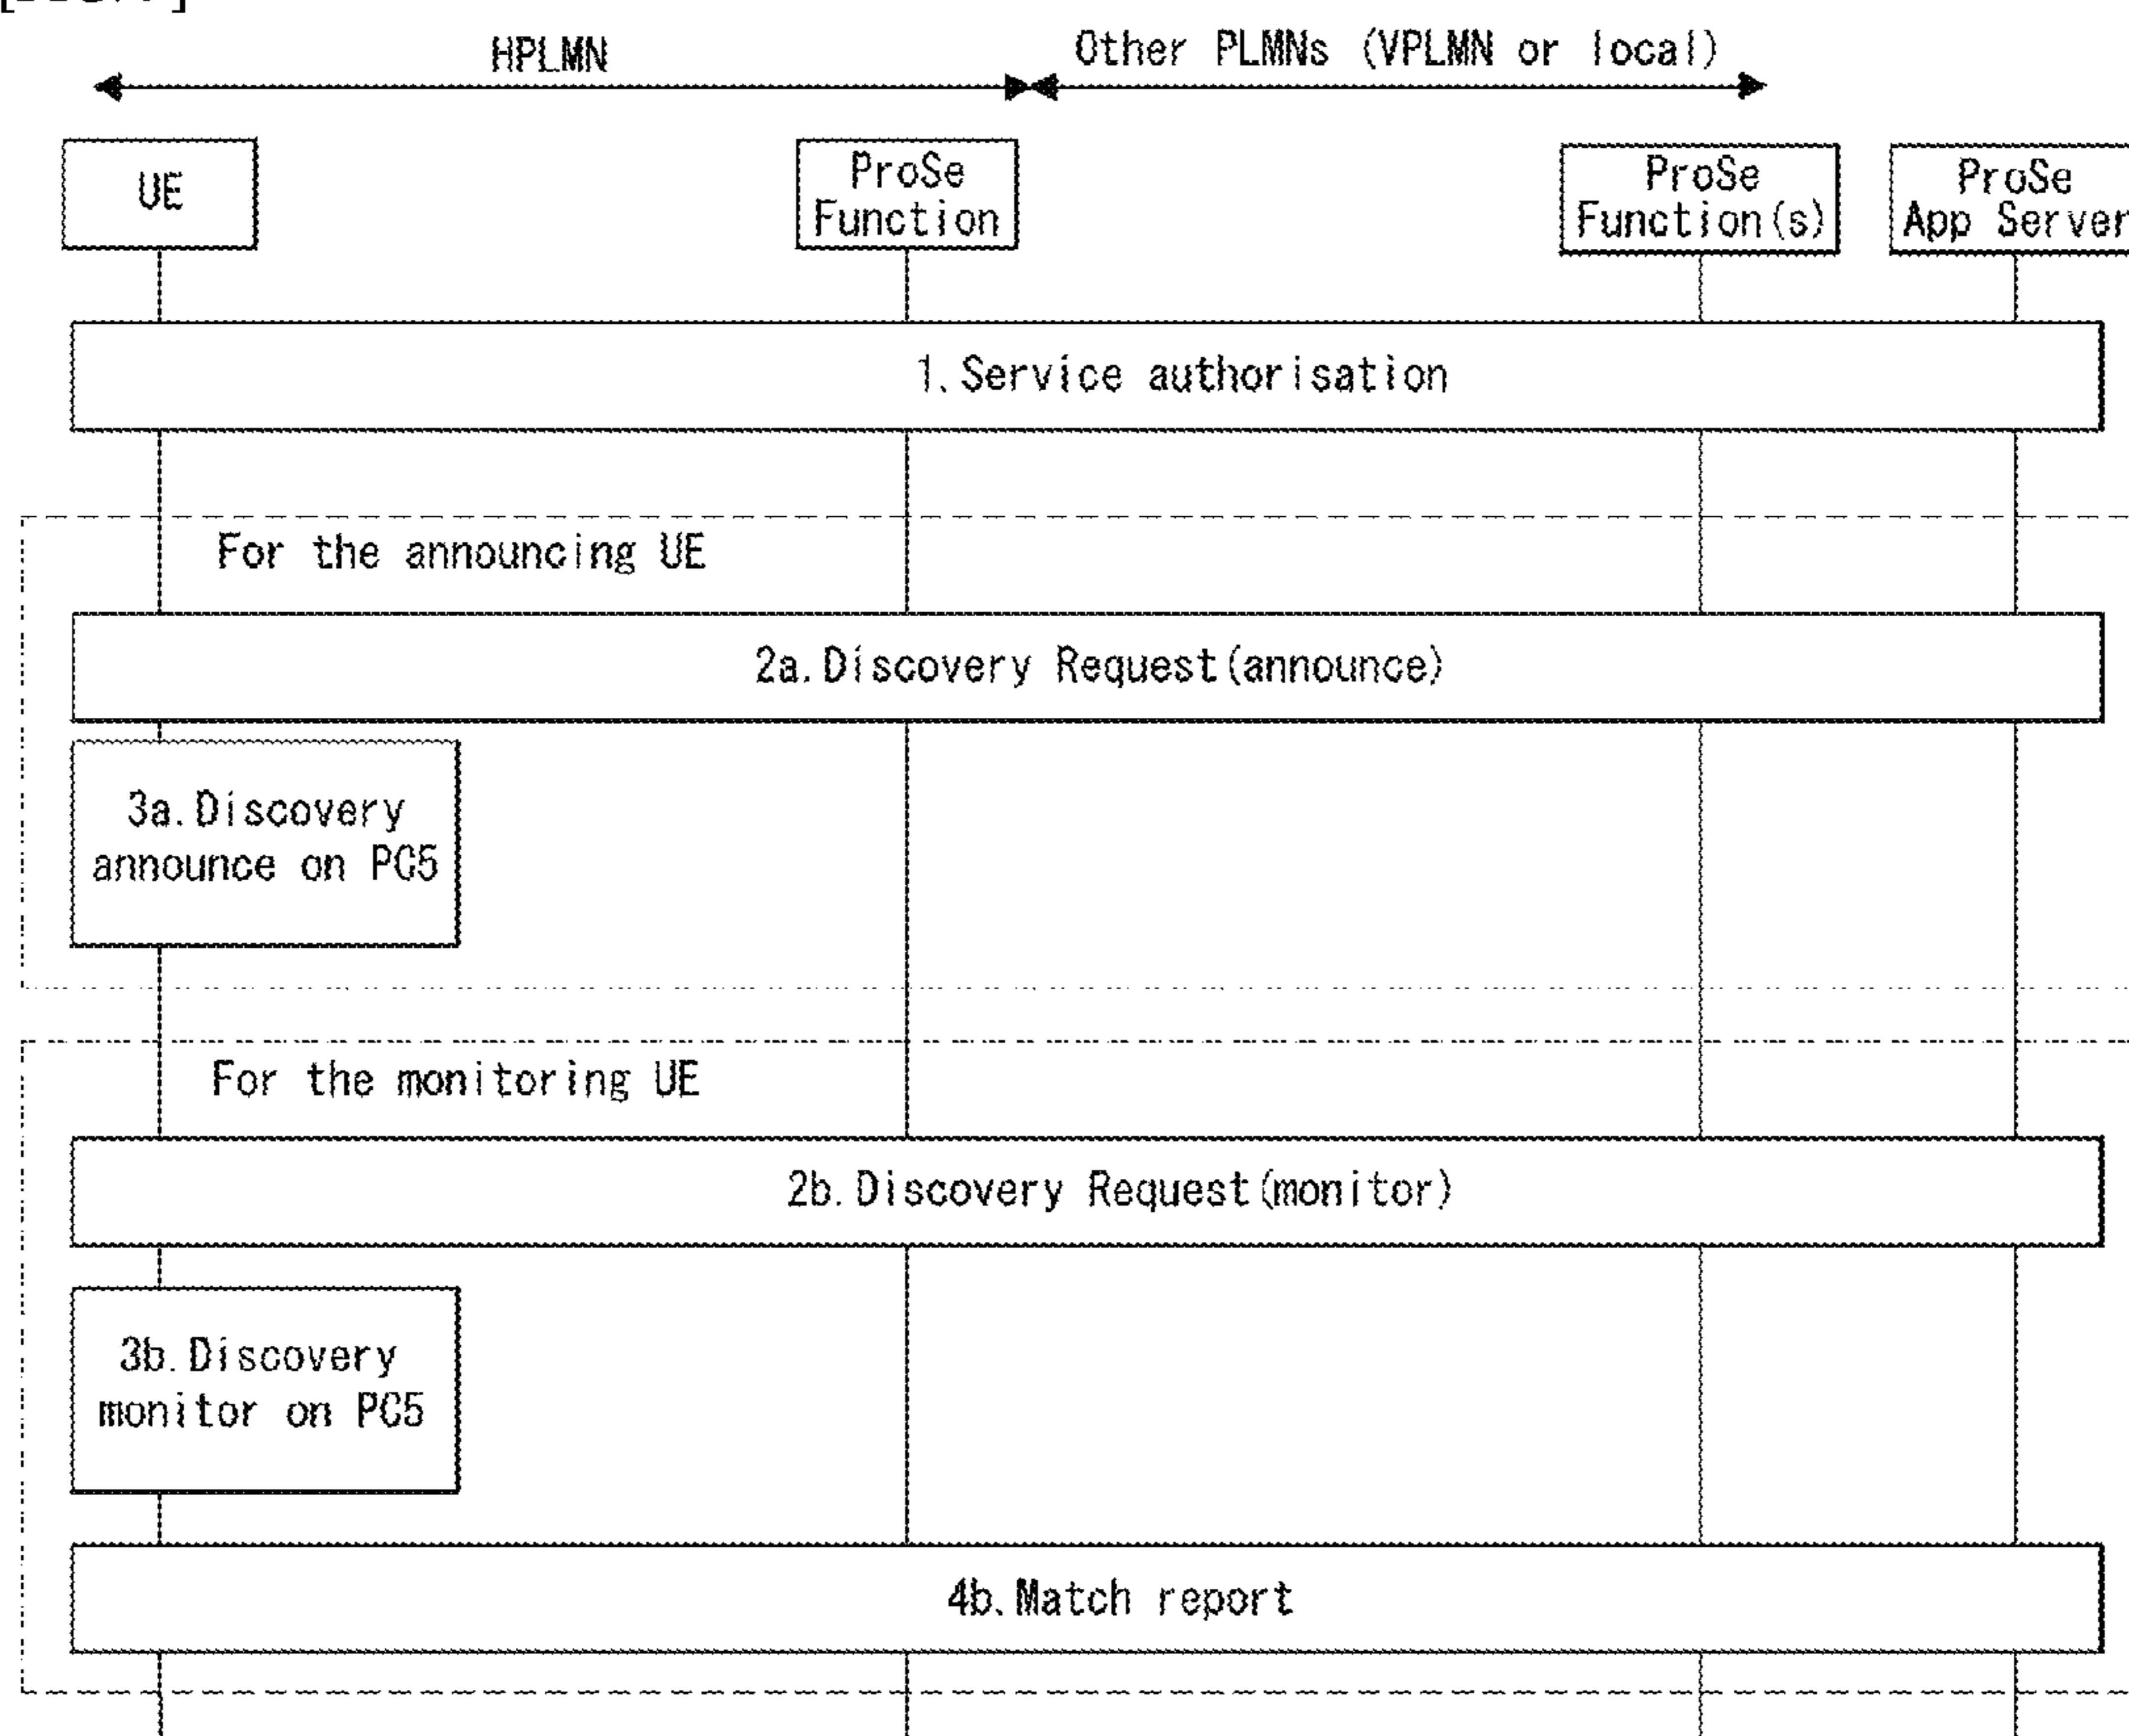 HPLMN
Other PLMNs (VPLMN or local)
UE
ProSe
Function
ProSe
Function(s)
ProSe
App Server
1.Service authorisation
For the announcing UE
2a.Discovery Request(announce)
3a.Discovery
announce on PC5
For the monitoring UE
2b.Discovery Request(monitor)
3b.Discovery
monitor on PC5
4b.Match report